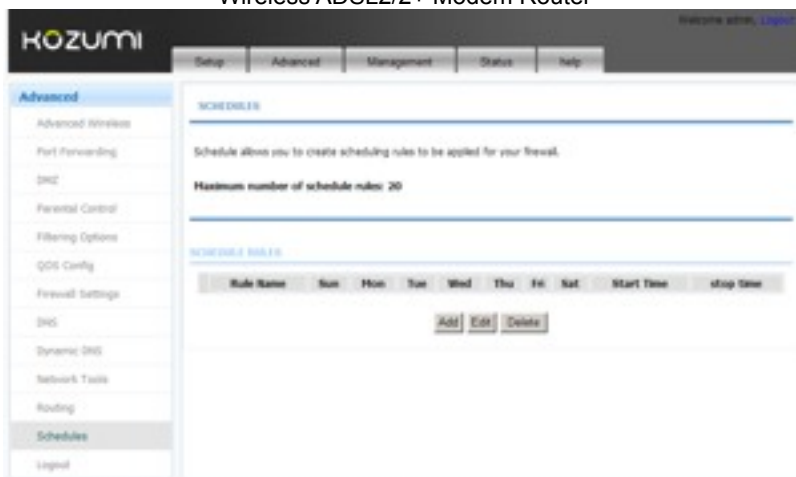 Wireless ADSL2/2+ Modem Router
Welcome admin, Logout
KOZUMI
Setup Advanced Management Status help
Advanced
Advanced Wireless
Port Forwarding
DMZ
Parental Control
Filtering Options
QOS Config
Firewall Settings
DNS
Dynamic DNS
Network Tools
Routing
Schedules
Logout
SCHEDULES
Schedule allows you to create scheduling rules to be applied for your firewall.
Maximum number of schedule rules: 20
SCHEDULE RULES
Rule Name Sun Mon Tue Wed Thu Fri Sat Start Time stop time
Add Edit Delete